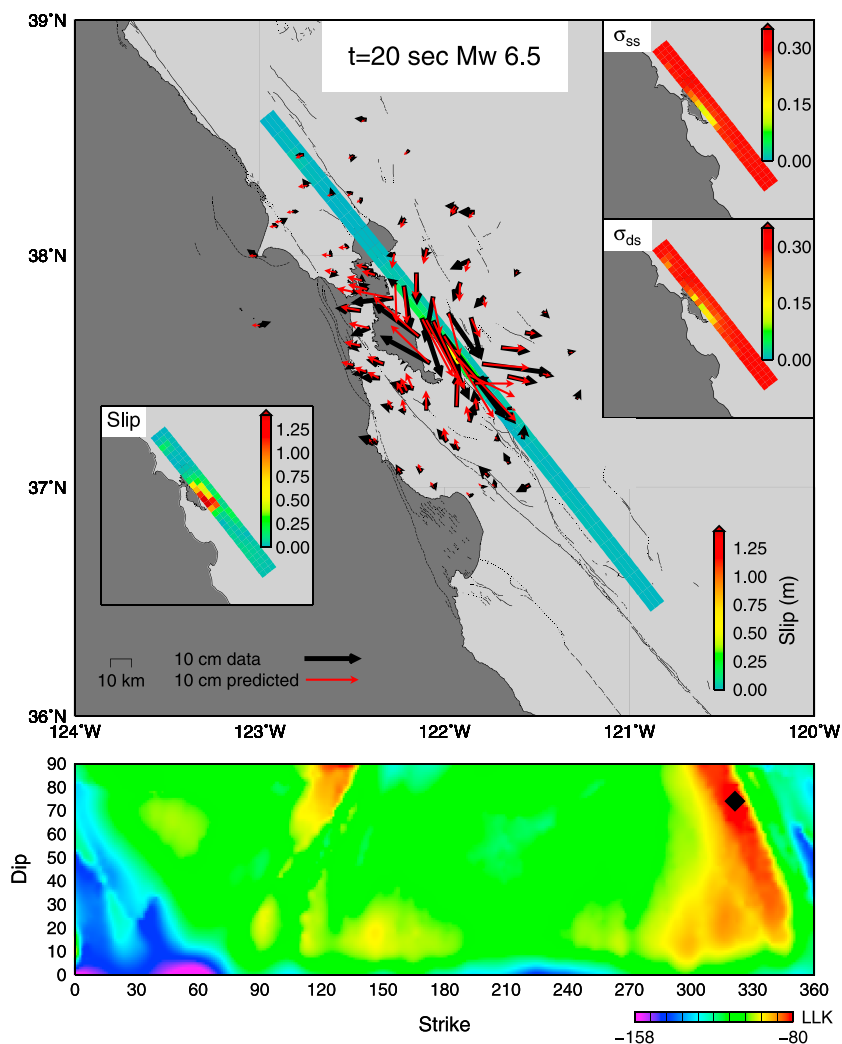 39°N
38°N
37°N
36°N
124°W
123°W
122°W
121°W
120°W
t=20 sec Mw 6.5
σss
0.30
0.15
0.00
σds
0.30
0.15
0.00
Slip
1.25
1.00
0.75
0.50
0.25
0.00
1.25
1.00
0.75
0.50
0.25
0.00
Slip (m)
10 km
10 cm data
10 cm predicted
90
80
70
60
50
40
30
20
10
0
Dip
0 30 60 90 120 150 180 210 240 270 300 330 360
Strike
LLK
−158 −80